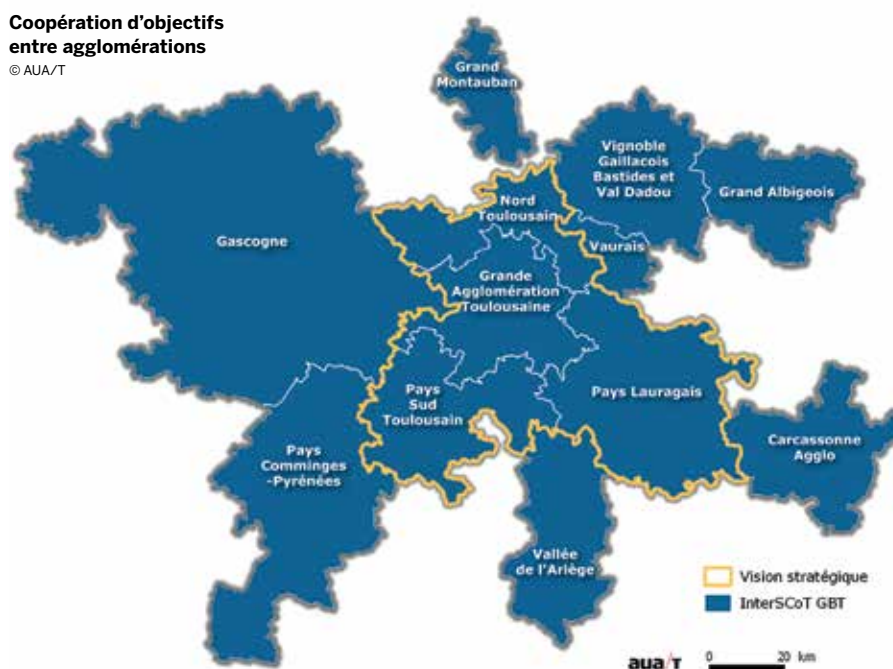 Coopération d'objectifs
entre agglomérations
© AUA/T
Grand
Montauban
Vignoble
Gaillacois
Bastides et
Val Dadou
Grand Albigeois
Nord
Toulousain
Vaurais
Gascogne
Grande
Agglomération
Toulousaine
Pays
Sud
Toulousain
Pays Lauragais
Carcassonne
Agglo
Pays
Comminges
-Pyrénées
Vallée
de l'Ariège
Vision stratégique
InterSCoT GBT
aua/T
0 20 km